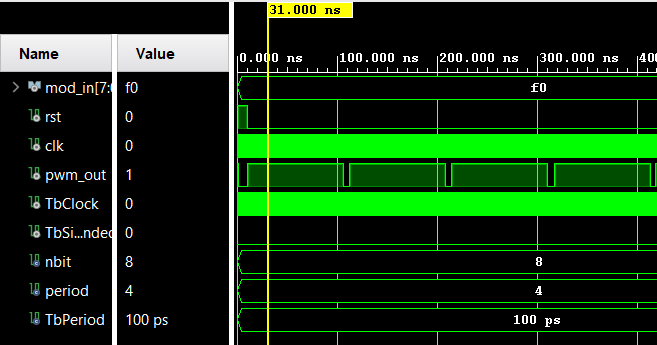 31.000 ns
Name Value
0.000 ns 100.000 ns 200.000 ns 300.000 ns
mod_in[7: f0 f0
rst 0
clk 0
pwm_out 1
TbClock 0
TbSi...nded 0
nbit 8 8
period 4 4
TbPeriod 100 ps 100 ps